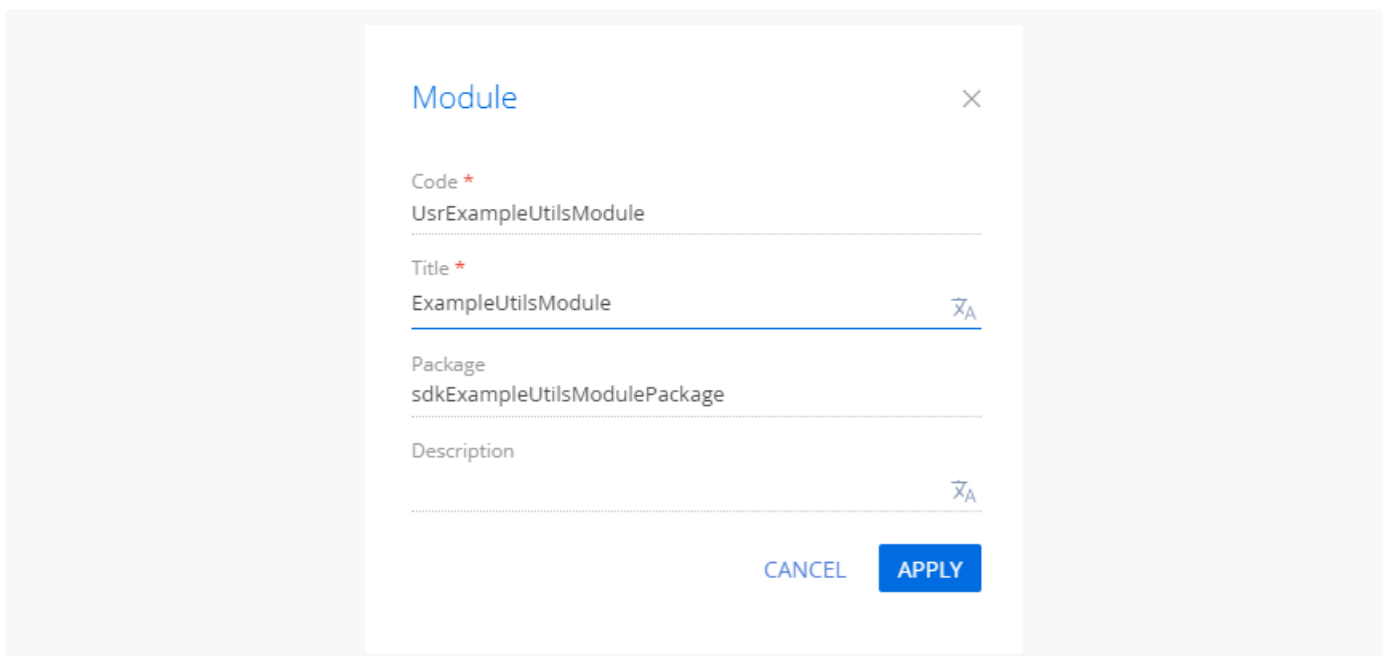 Module
Code *
UsrExampleUtilsModule
Title *
ExampleUtilsModule
Package
sdkExampleUtilsModulePackage
Description
CANCEL APPLY